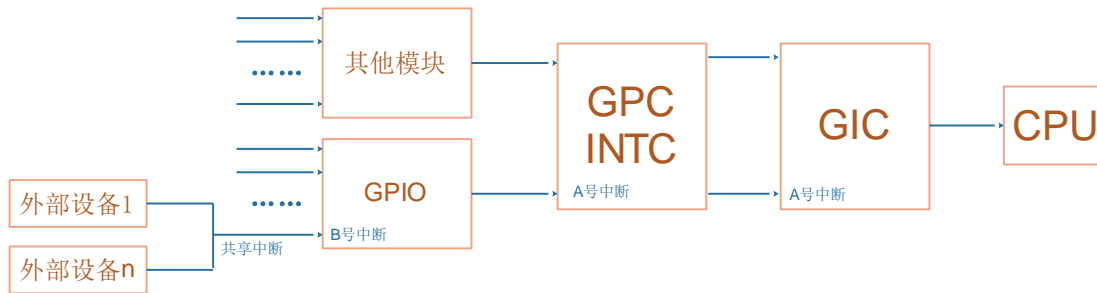 其他模块
……
GPC
INTC
A号中断
GIC
A号中断
CPU
GPIO
……
B号中断
外部设备1
共享中断
外部设备n